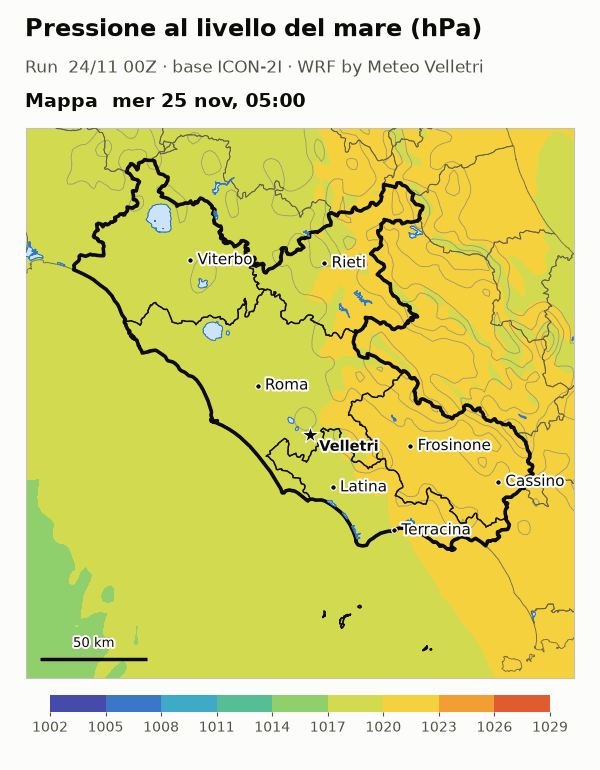 Pressione al livello del mare (hPa)
Run  24/11 00Z · base ICON-2I · WRF by Meteo Velletri
Mappa  mer 25 nov, 05:00
Viterbo
Rieti
Roma
Velletri
Frosinone
Cassino
Latina
Terracina
50 km
1002 1005 1008 1011 1014 1017 1020 1023 1026 1029